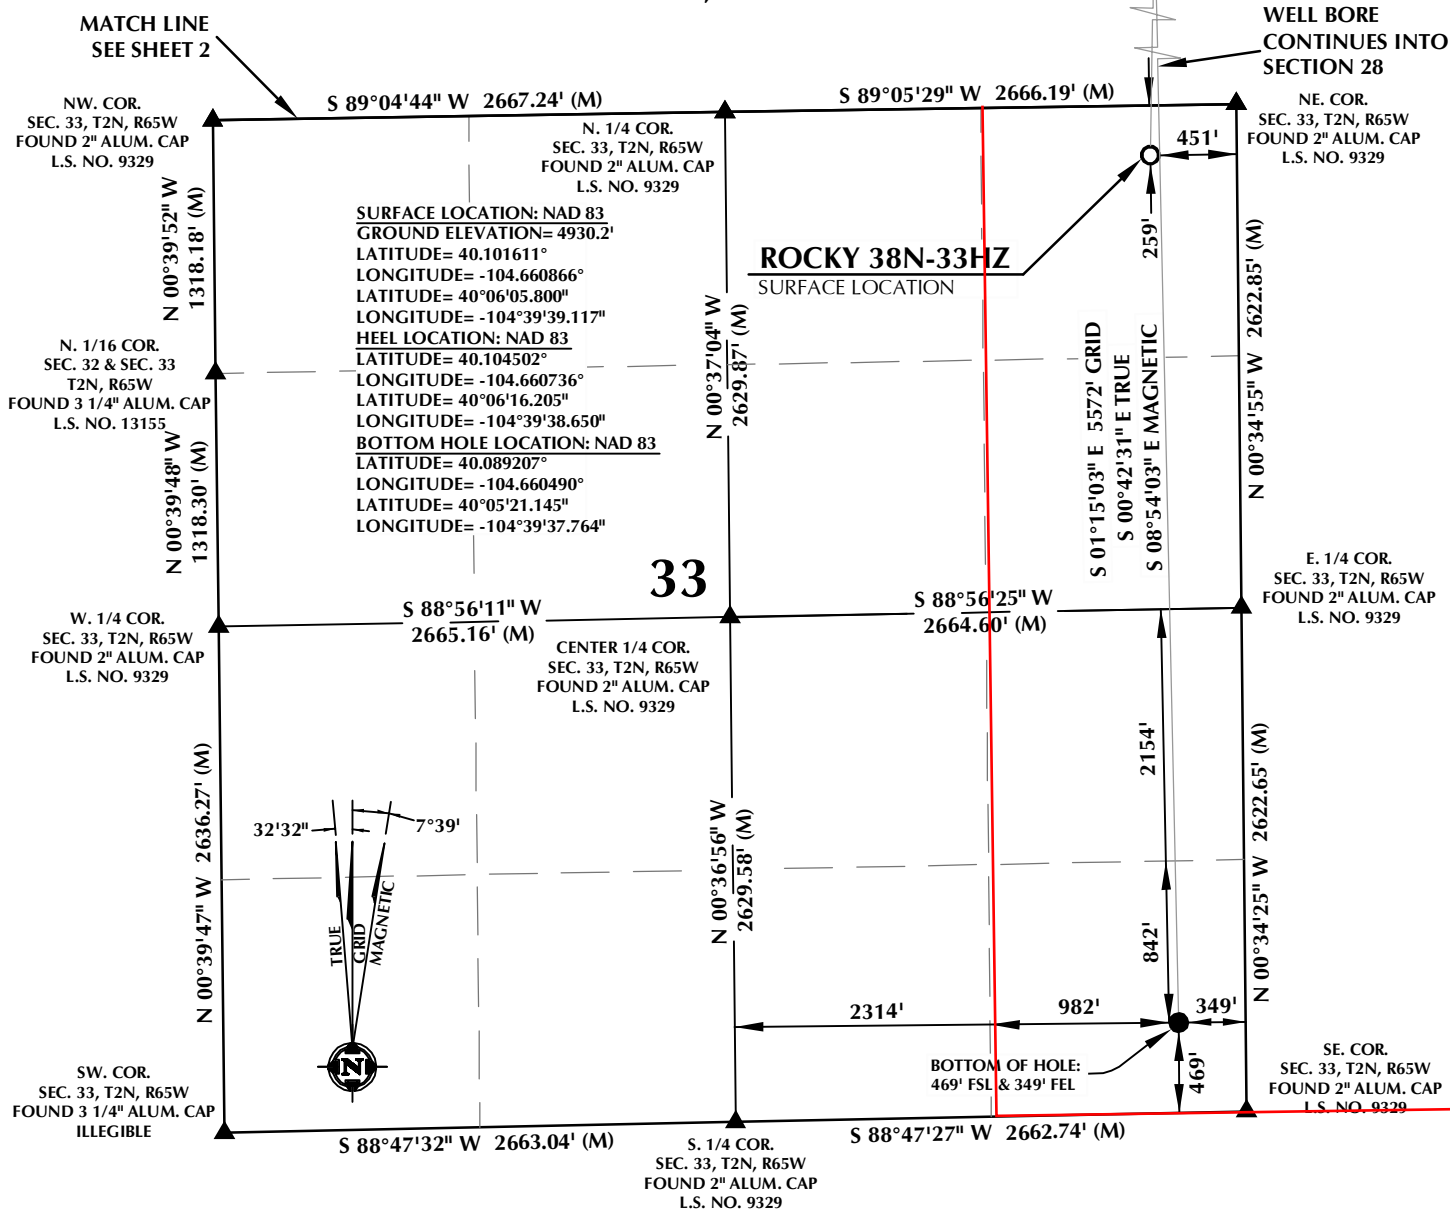 MATCH LINE
SEE SHEET 2
WELL BORE
CONTINUES INTO
SECTION 28
NW. COR.
SEC. 33, T2N, R65W
FOUND 2" ALUM. CAP
L.S. NO. 9329
S 89°04'44" W 2667.24' (M)
N. 1/4 COR.
SEC. 33, T2N, R65W
FOUND 2" ALUM. CAP
L.S. NO. 9329
S 89°05'29" W 2666.19' (M)
NE. COR.
SEC. 33, T2N, R65W
FOUND 2" ALUM. CAP
L.S. NO. 9329
451'
259'
N 00°39'52" W
1318.18' (M)
SURFACE LOCATION: NAD 83
GROUND ELEVATION= 4930.2'
LATITUDE= 40.101611°
LONGITUDE= -104.660866°
LATITUDE= 40°06'05.800"
LONGITUDE= -104°39'39.117"
HEEL LOCATION: NAD 83
LATITUDE= 40.104502°
LONGITUDE= -104.660736°
LATITUDE= 40°06'16.205"
LONGITUDE= -104°39'38.650"
BOTTOM HOLE LOCATION: NAD 83
LATITUDE= 40.089207°
LONGITUDE= -104.660490°
LATITUDE= 40°05'21.145"
LONGITUDE= -104°39'37.764"
ROCKY 38N-33HZ
SURFACE LOCATION
N 00°37'04" W
2629.87' (M)
S 01°15'03" E 5572' GRID
S 00°42'31" E TRUE
S 08°54'03" E MAGNETIC
N 00°34'55" W 2622.85' (M)
N. 1/16 COR.
SEC. 32 & SEC. 33
T2N, R65W
FOUND 3 1/4" ALUM. CAP
L.S. NO. 13155
N 00°39'48" W
1318.30' (M)
33
W. 1/4 COR.
SEC. 33, T2N, R65W
FOUND 2" ALUM. CAP
L.S. NO. 9329
S 88°56'11" W
2665.16' (M)
CENTER 1/4 COR.
SEC. 33, T2N, R65W
FOUND 2" ALUM. CAP
L.S. NO. 9329
S 88°56'25" W
2664.60' (M)
E. 1/4 COR.
SEC. 33, T2N, R65W
FOUND 2" ALUM. CAP
L.S. NO. 9329
N 00°39'47" W 2636.27' (M)
32'32"
7°39'
TRUE
GRID
MAGNETIC
N
N 00°36'56" W
2629.58' (M)
2154'
842'
N 00°34'25" W 2622.65' (M)
2314'
982'
349'
469'
BOTTOM OF HOLE:
469' FSL & 349' FEL
SW. COR.
SEC. 33, T2N, R65W
FOUND 3 1/4" ALUM. CAP
ILLEGIBLE
S 88°47'32" W 2663.04' (M)
S. 1/4 COR.
SEC. 33, T2N, R65W
FOUND 2" ALUM. CAP
L.S. NO. 9329
S 88°47'27" W 2662.74' (M)
SE. COR.
SEC. 33, T2N, R65W
FOUND 2" ALUM. CAP
L.S. NO. 9329